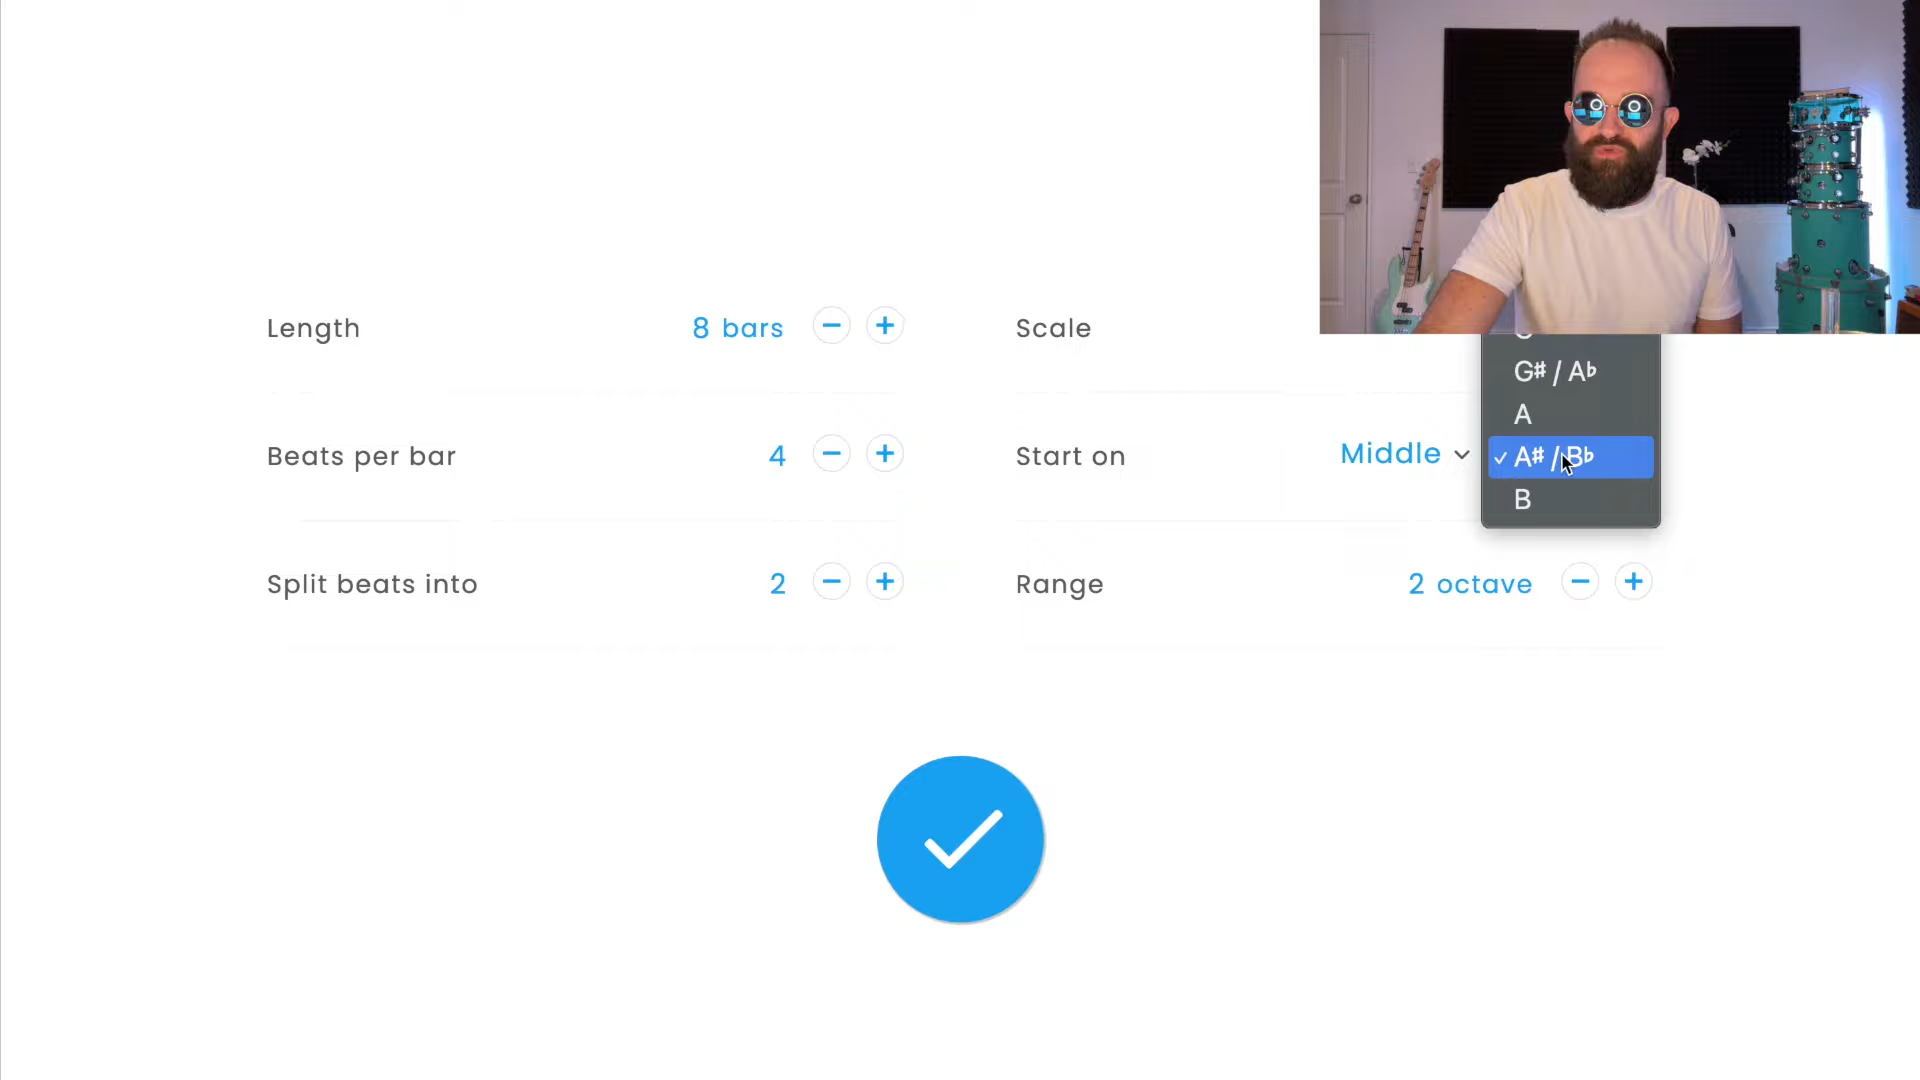 Length 8 bars − +
Scale
G♯ / A♭
A
Beats per bar 4 − +
Start on Middle
✓ A♯ / B♭
B
Split beats into 2 − +
Range 2 octave − +